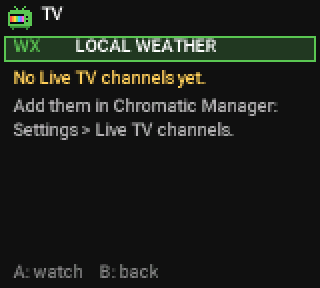 TV
WX LOCAL WEATHER
No Live TV channels yet.
Add them in Chromatic Manager:
Settings > Live TV channels.
A: watch B: back